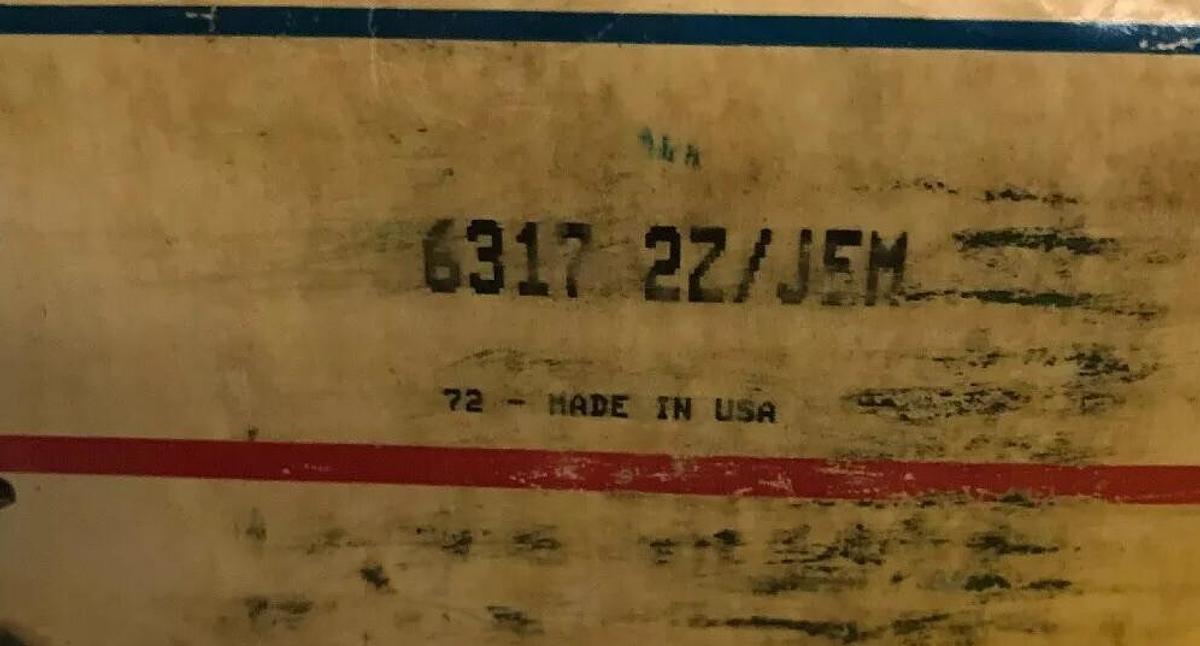 6317 2Z/JEM
72 - MADE IN USA